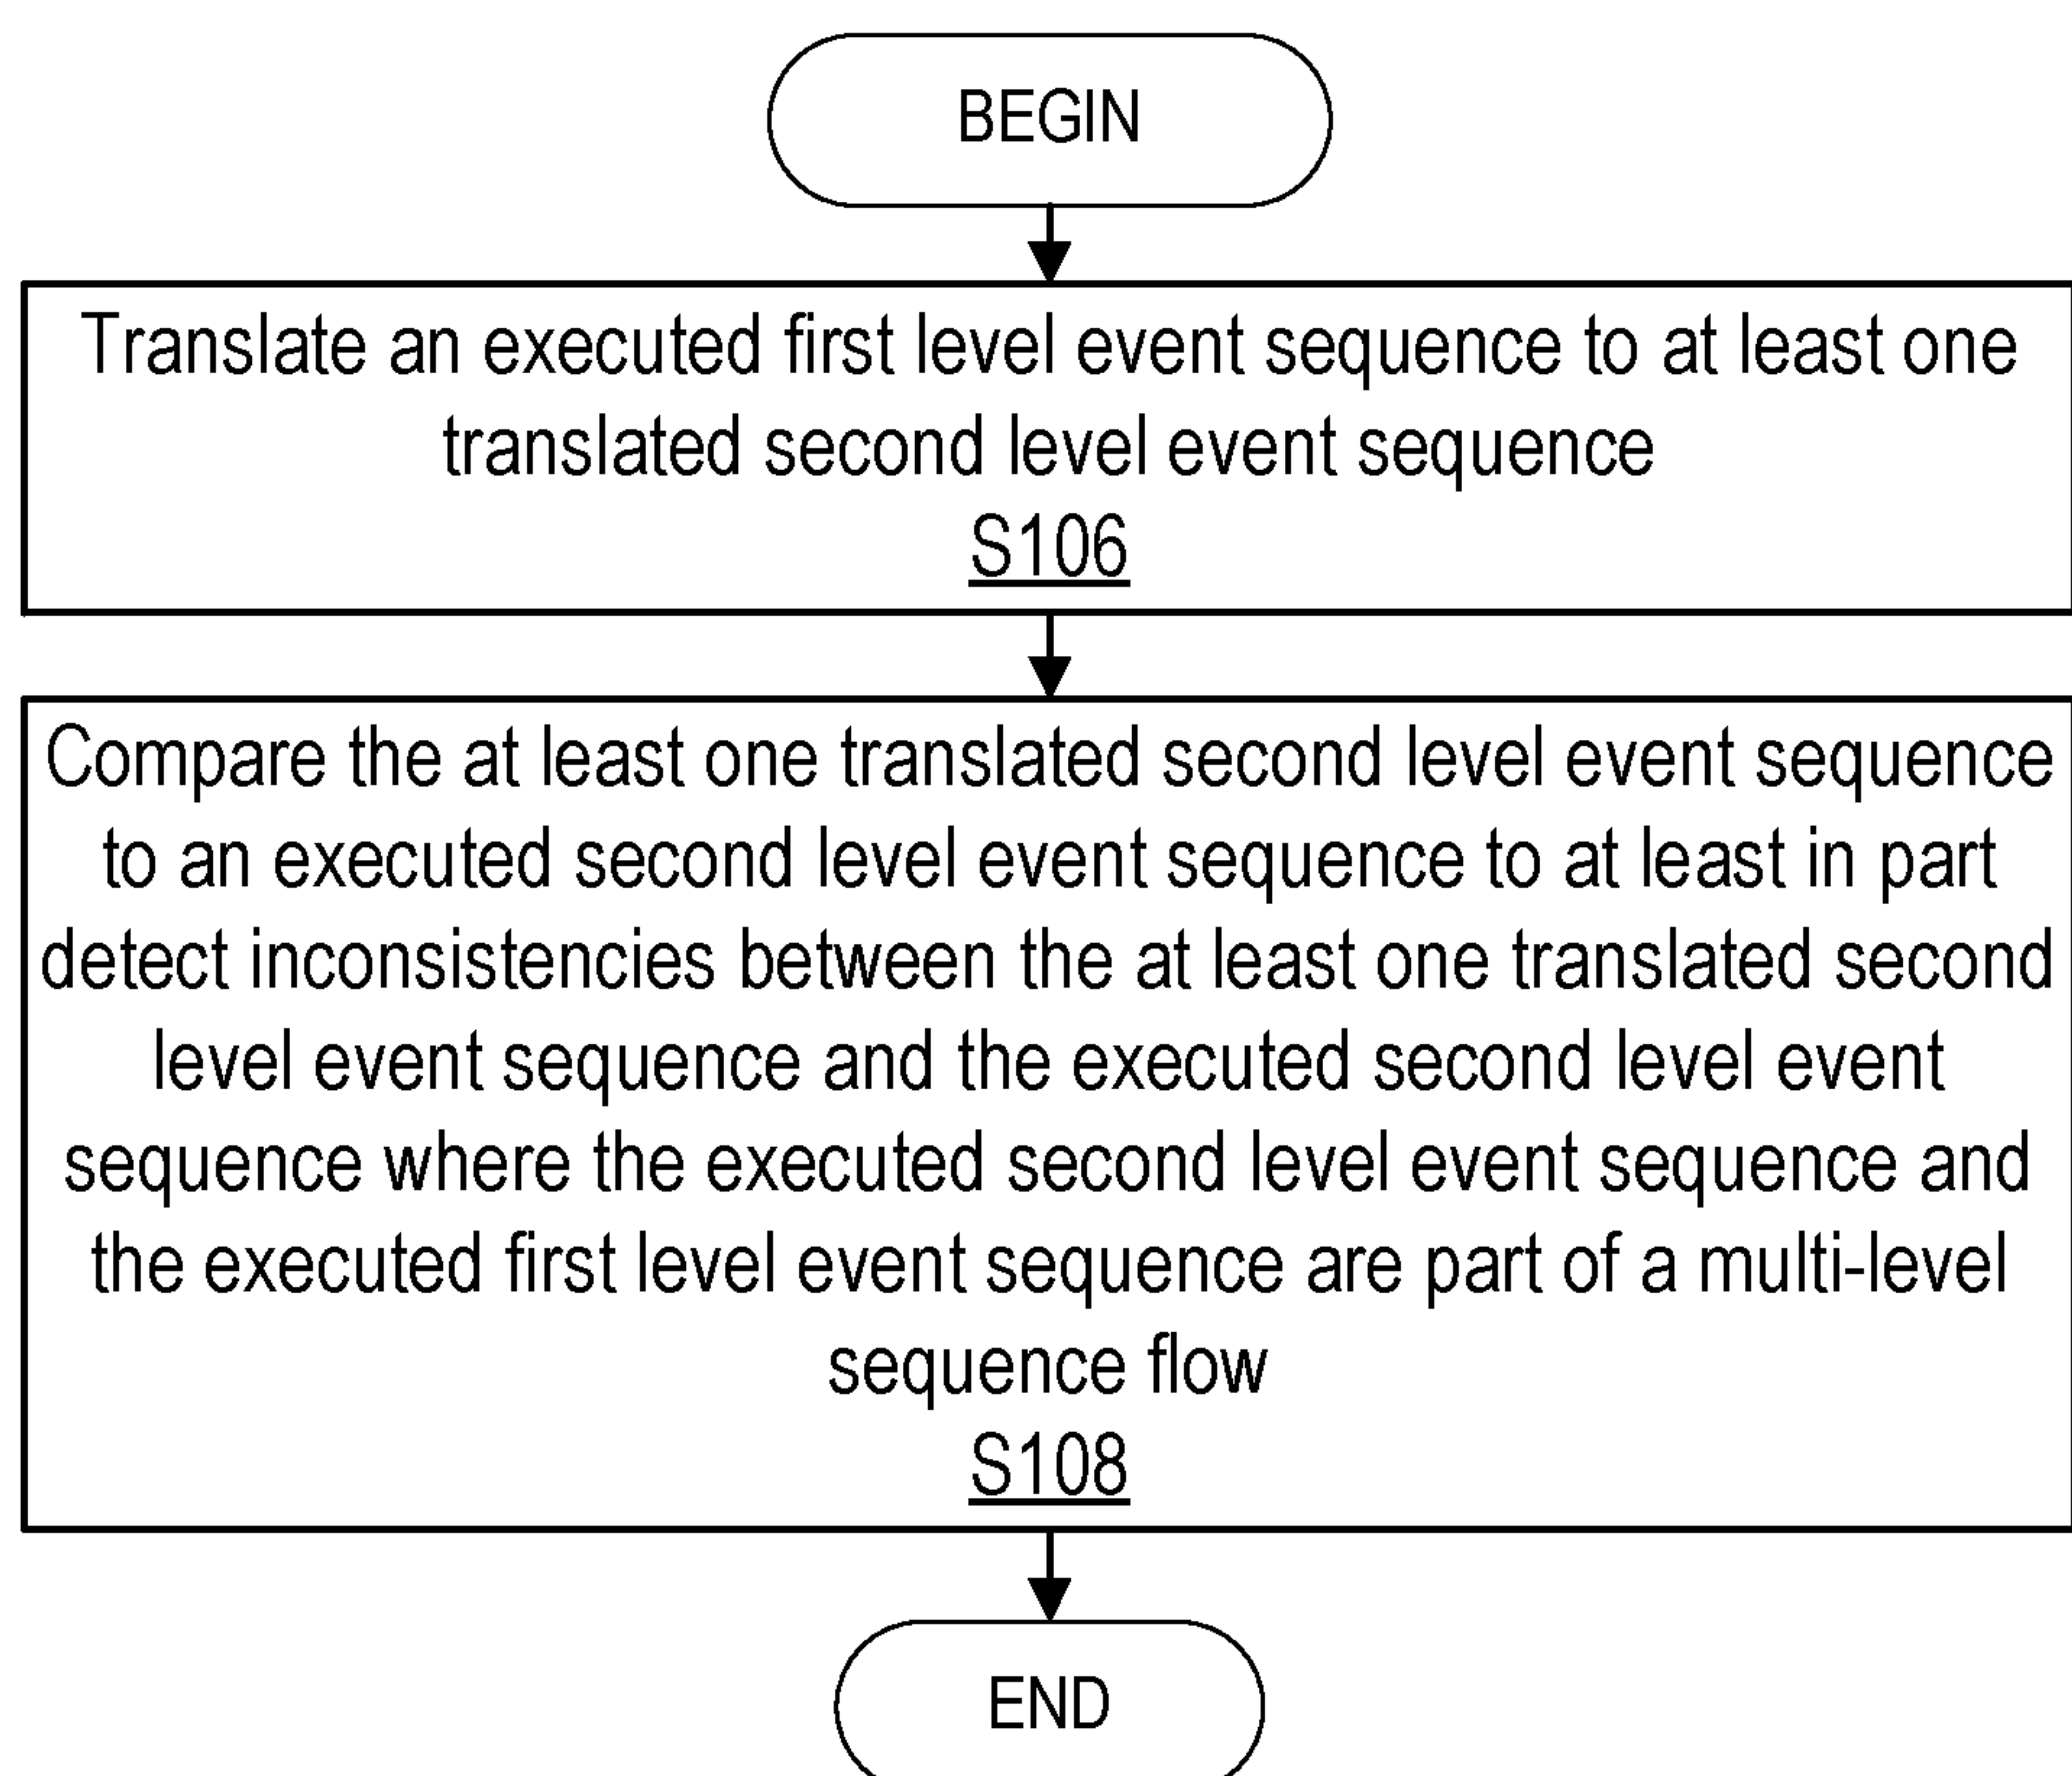 BEGIN
Translate an executed first level event sequence to at least one
translated second level event sequence
S106
Compare the at least one translated second level event sequence
to an executed second level event sequence to at least in part
detect inconsistencies between the at least one translated second
level event sequence and the executed second level event
sequence where the executed second level event sequence and
the executed first level event sequence are part of a multi-level
sequence flow
S108
END